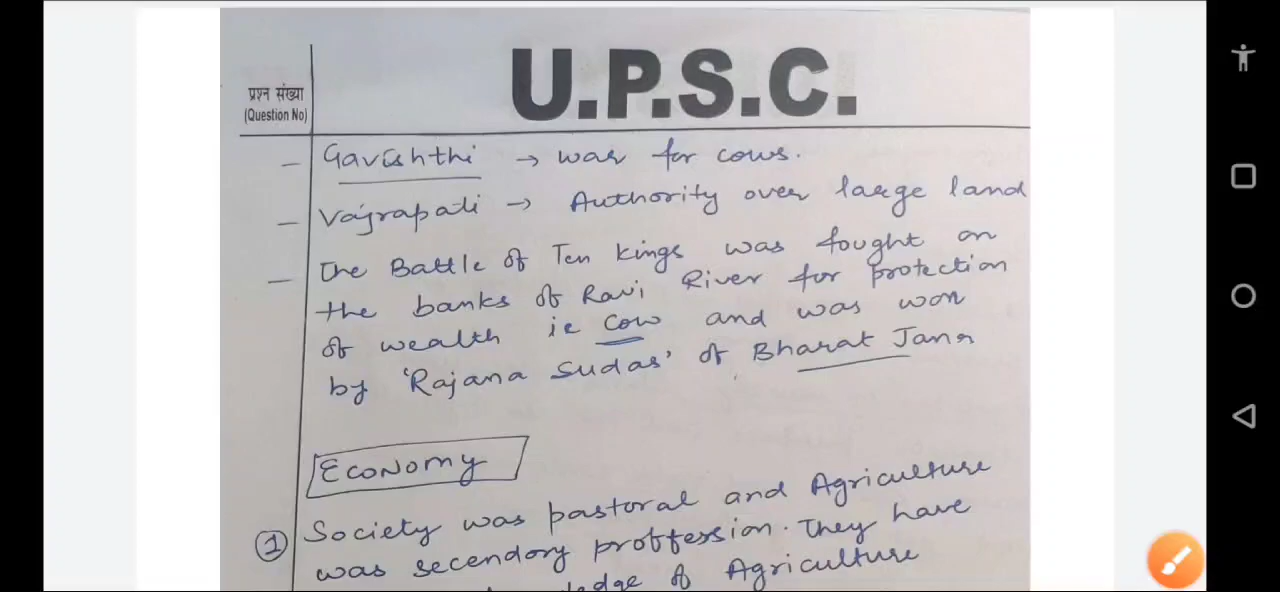 U.P.S.C.
प्रश्न संख्या
(Question No)
- Gavishthi → war for cows.
- Vajrapati → Authority over large land
- The Battle of Ten Kings was fought on
the banks of Ravi River for protection
of wealth ie Cow and was won
by 'Rajana Sudas' of Bharat Jana
Economy
① Society was pastoral and Agriculture
was secendory proffession. They have
of Agriculture